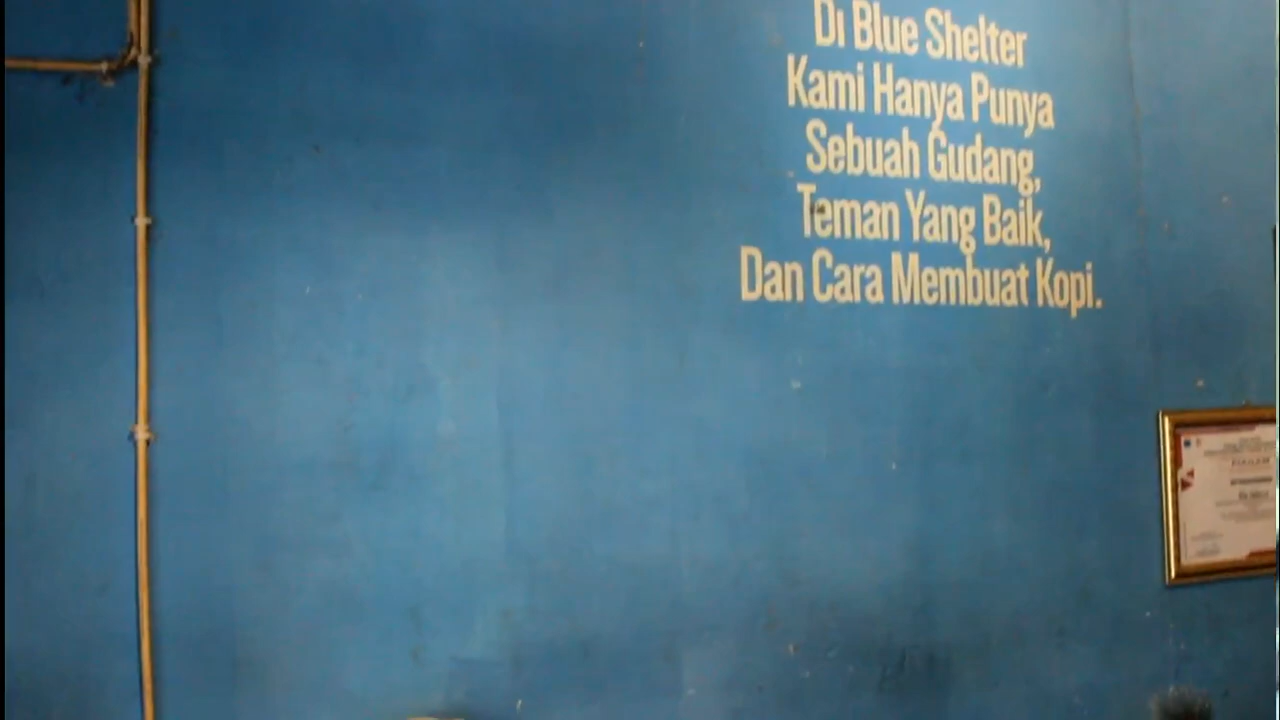 Di Blue Shelter
Kami Hanya Punya
Sebuah Gudang,
Teman Yang Baik,
Dan Cara Membuat Kopi.